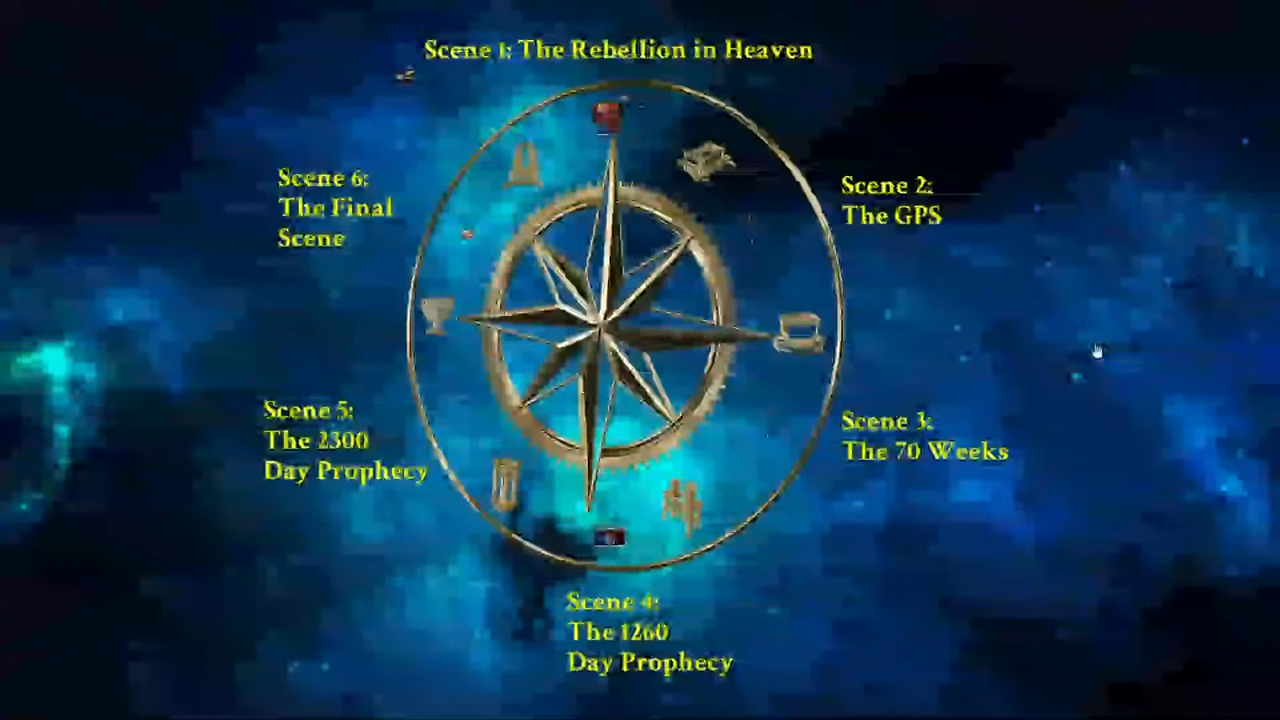 Scene 1: The Rebellion in Heaven
Scene 2:
The GPS
Scene 3:
The 70 Weeks
Scene 4:
The 1260
Day Prophecy
Scene 5:
The 2300
Day Prophecy
Scene 6:
The Final
Scene